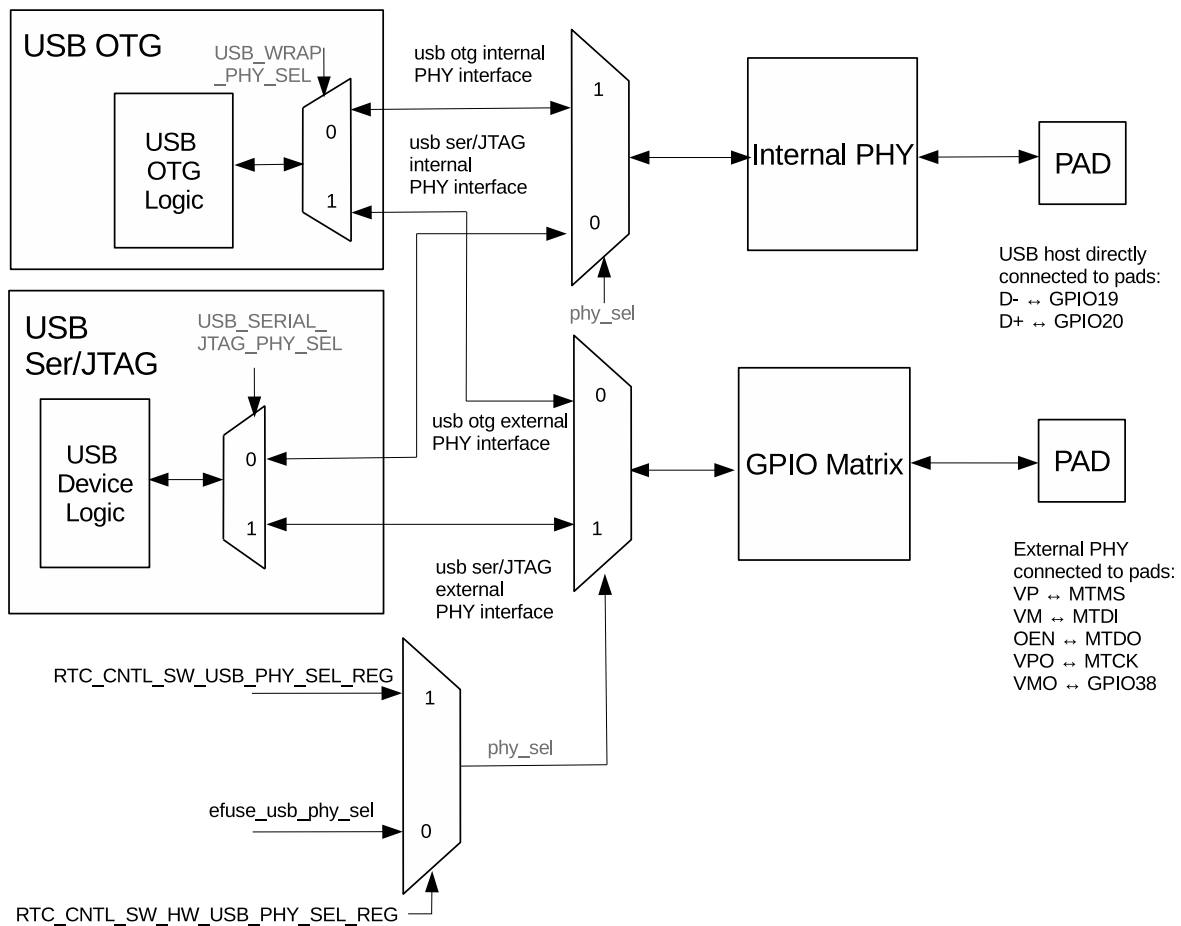 USB OTG
USB_WRAP
_PHY_SEL
USB
OTG
Logic
0
1
usb otg internal
PHY interface
usb ser/JTAG
internal
PHY interface
1
0
phy_sel
Internal PHY
PAD
USB host directly
connected to pads:
D- ↔ GPIO19
D+ ↔ GPIO20
USB
Ser/JTAG
USB_SERIAL_
JTAG_PHY_SEL
USB
Device
Logic
0
1
usb otg external
PHY interface
usb ser/JTAG
external
PHY interface
0
1
GPIO Matrix
PAD
External PHY
connected to pads:
VP ↔ MTMS
VM ↔ MTDI
OEN ↔ MTDO
VPO ↔ MTCK
VMO ↔ GPIO38
RTC_CNTL_SW_USB_PHY_SEL_REG
1
phy_sel
efuse_usb_phy_sel
0
RTC_CNTL_SW_HW_USB_PHY_SEL_REG